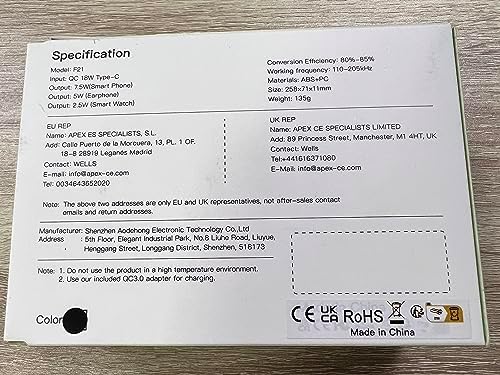 Specification
Model: F21
Input: QC 18W Type-C
Output: 7.5W(Smart Phone)
Output: 5W (Earphone)
Output: 2.5W (Smart Watch)
Conversion Efficiency: 80%-85%
Working frequency: 110-205kHz
Materials: ABS+PC
Size: 258×71×11mm
Weight: 135g
EU REP
Name: APEX ES SPECIALISTS, S.L.
Add: Calle Puerto de la Morcuera, 13, PL. 1 OF.
18-B 28919 Leganés Madrid
Contact: WELLS
E-mail: info@apex-ce.com
Tel: 0034643652020
UK REP
Name: APEX CE SPECIALISTS LIMITED
Add: 89 Princess Street, Manchester, M1 4HT, UK
Contact: Wells
Tel:+441616371080
E-mail: info@apex-ce.com
Note: The above two addresses are only EU and UK representatives, not after-sales contact
emails and return addresses.
Manufacturer: Shenzhen Aodehong Electronic Technology Co.,Ltd
Address : 5th Floor, Elegant Industrial Park, No.6 Liuhe Road, Liuyue,
Henggang Street, Longgang District, Shenzhen, 518173
Note: 1. Do not use the product in a high temperature environment.
2. Use our included QC3.0 adapter for charging.
Color
CE UK CA RoHS
Made in China